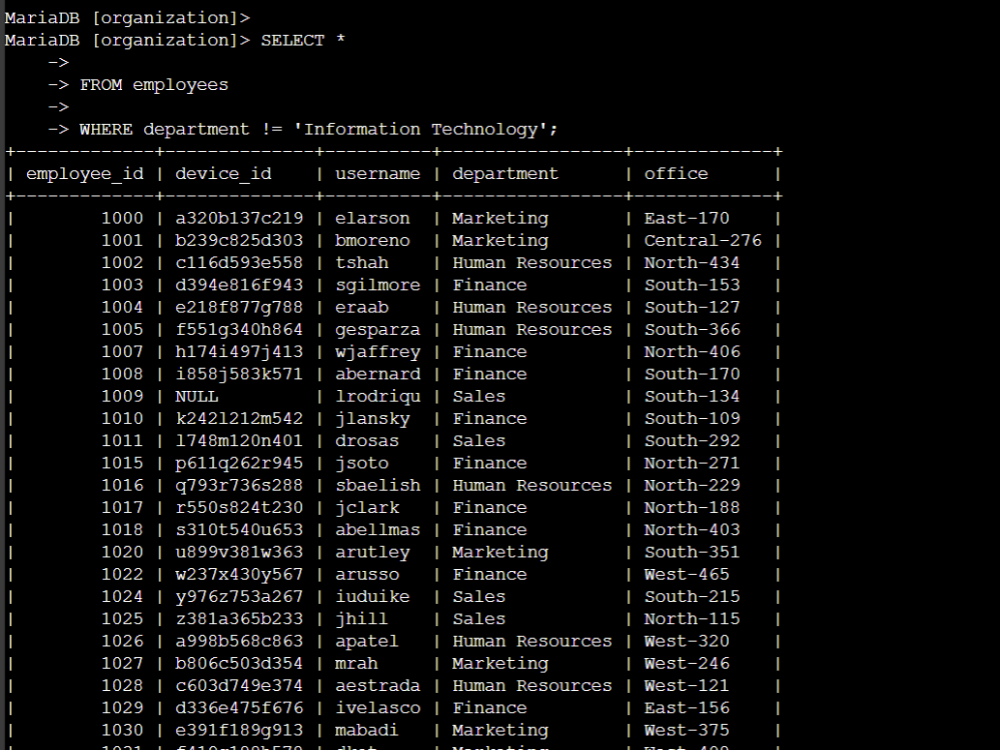 MariaDB [organization]>
MariaDB [organization]> SELECT *
    ->
    -> FROM employees
    ->
    -> WHERE department != 'Information Technology';
+-------------+--------------+----------+-----------------+-------------+
| employee_id | device_id    | username | department      | office      |
+-------------+--------------+----------+-----------------+-------------+
|        1000 | a320b137c219 | elarson  | Marketing       | East-170    |
|        1001 | b239c825d303 | bmoreno  | Marketing       | Central-276 |
|        1002 | c116d593e558 | tshah    | Human Resources | North-434   |
|        1003 | d394e816f943 | sgilmore | Finance         | South-153   |
|        1004 | e218f877g788 | eraab    | Human Resources | South-127   |
|        1005 | f551g340h864 | gesparza | Human Resources | South-366   |
|        1007 | h174i497j413 | wjaffrey | Finance         | North-406   |
|        1008 | i858j583k571 | abernard | Finance         | South-170   |
|        1009 | NULL         | lrodriqu | Sales           | South-134   |
|        1010 | k242l212m542 | jlansky  | Finance         | South-109   |
|        1011 | l748m120n401 | drosas   | Sales           | South-292   |
|        1015 | p611q262r945 | jsoto    | Finance         | North-271   |
|        1016 | q793r736s288 | sbaelish | Human Resources | North-229   |
|        1017 | r550s824t230 | jclark   | Finance         | North-188   |
|        1018 | s310t540u653 | abellmas | Finance         | North-403   |
|        1020 | u899v381w363 | arutley  | Marketing       | South-351   |
|        1022 | w237x430y567 | arusso   | Finance         | West-465    |
|        1024 | y976z753a267 | iuduike  | Sales           | South-215   |
|        1025 | z381a365b233 | jhill    | Sales           | North-115   |
|        1026 | a998b568c863 | apatel   | Human Resources | West-320    |
|        1027 | b806c503d354 | mrah     | Marketing       | West-246    |
|        1028 | c603d749e374 | aestrada | Human Resources | West-121    |
|        1029 | d336e475f676 | ivelasco | Finance         | East-156    |
|        1030 | e391f189g913 | mabadi   | Marketing       | West-375    |